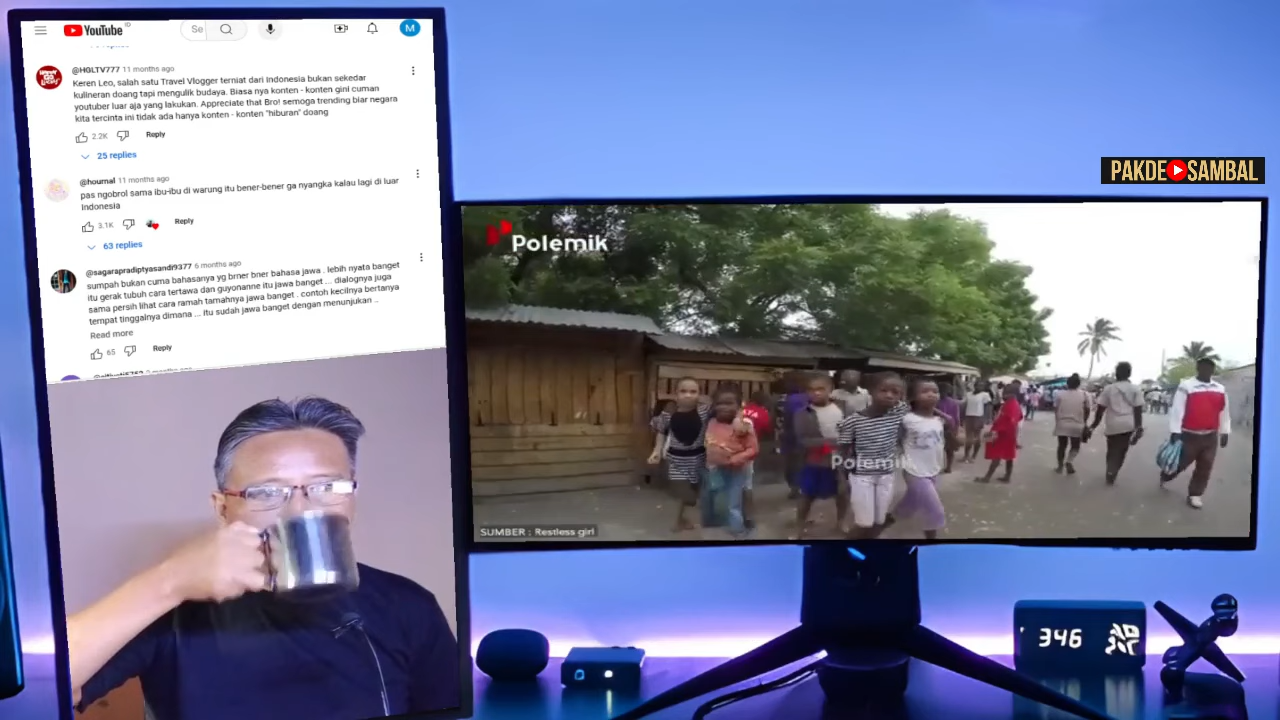 YouTube
ID
Se
M
@HGLTV777 11 months ago
Keren Leo, salah satu Travel Vlogger terniat dari Indonesia bukan sekedar
kulineran doang tapi mengulik budaya. Biasa nya konten - konten gini cuman
youtuber luar aja yang lakukan. Appreciate that Bro! semoga trending biar negara
kita tercinta ini tidak ada hanya konten - konten "hiburan" doang
2.2K Reply
25 replies
@hournal 11 months ago
pas ngobrol sama ibu-ibu di warung itu bener-bener ga nyangka kalau lagi di luar
Indonesia
3.1K Reply
63 replies
@sagarapradiptyasandi9377 6 months ago
sumpah bukan cuma bahasanya yg brner bner bahasa jawa . lebih nyata banget
itu gerak tubuh cara tertawa dan guyonanne itu jawa banget ... dialognya juga
sama persih lihat cara ramah tamahnya jawa banget . contoh kecilnya bertanya
tempat tinggalnya dimana ... itu sudah jawa banget dengan menunjukan ..
Read more
65 Reply
PAKDE SAMBAL
Polemik
Polemik
SUMBER : Restless girl
346